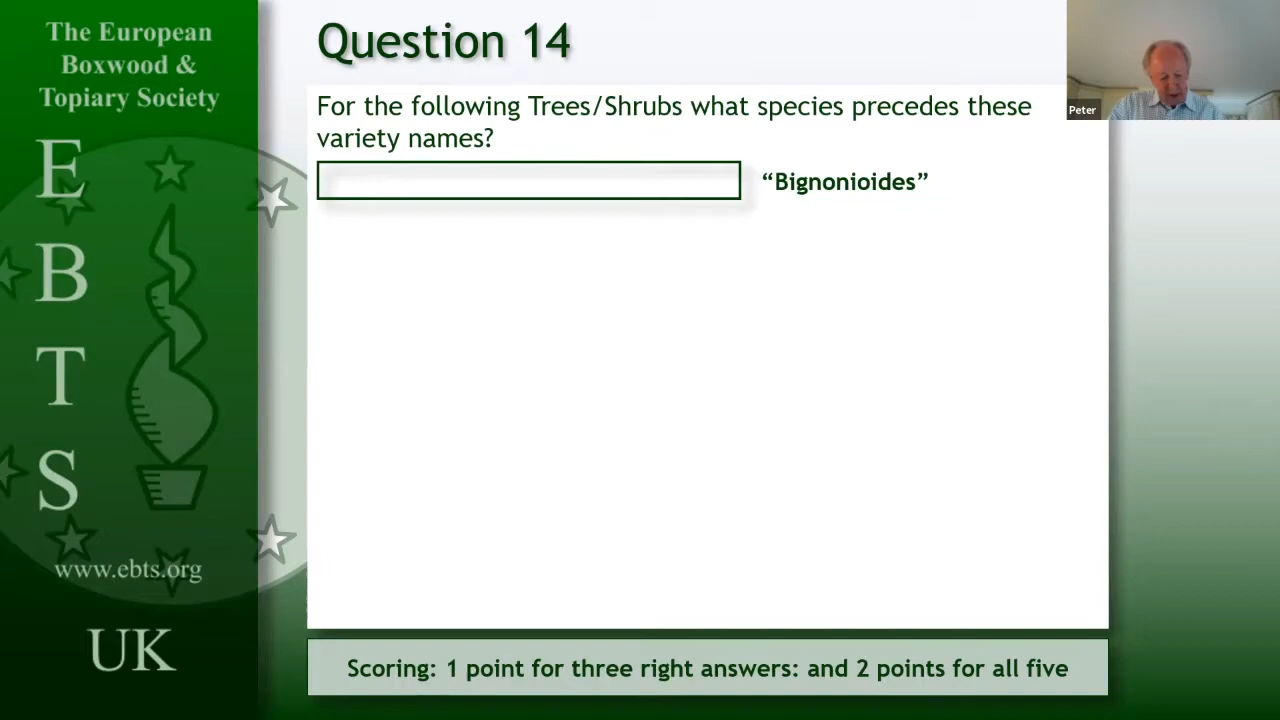 The European
Boxwood &
Topiary Society
E
B
T
S
www.ebts.org
UK
Question 14
For the following Trees/Shrubs what species precedes these
variety names?
“Bignonioides”
Scoring: 1 point for three right answers: and 2 points for all five
Peter